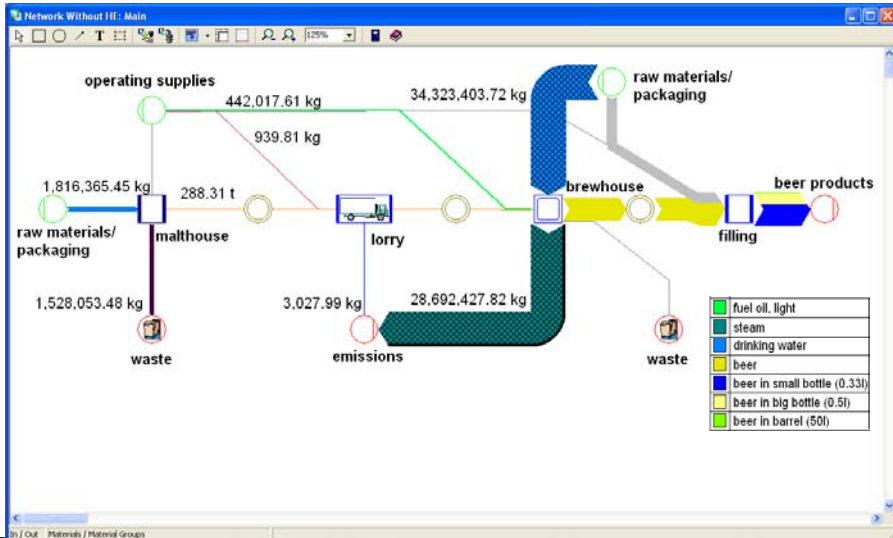 Network Without HE: Main
T
125%
operating supplies
442,017.61 kg
34,323,403.72 kg
raw materials/
packaging
939.81 kg
1,816,365.45 kg
288.31 t
brewhouse
beer products
raw materials/
packaging
malthouse
lorry
filling
1,528,053.48 kg
3,027.99 kg
28,692,427.82 kg
waste
emissions
waste
fuel oil, light
steam
drinking water
beer
beer in small bottle (0.33l)
beer in big bottle (0.5l)
beer in barrel (50l)
In / Out Materials / Material Groups